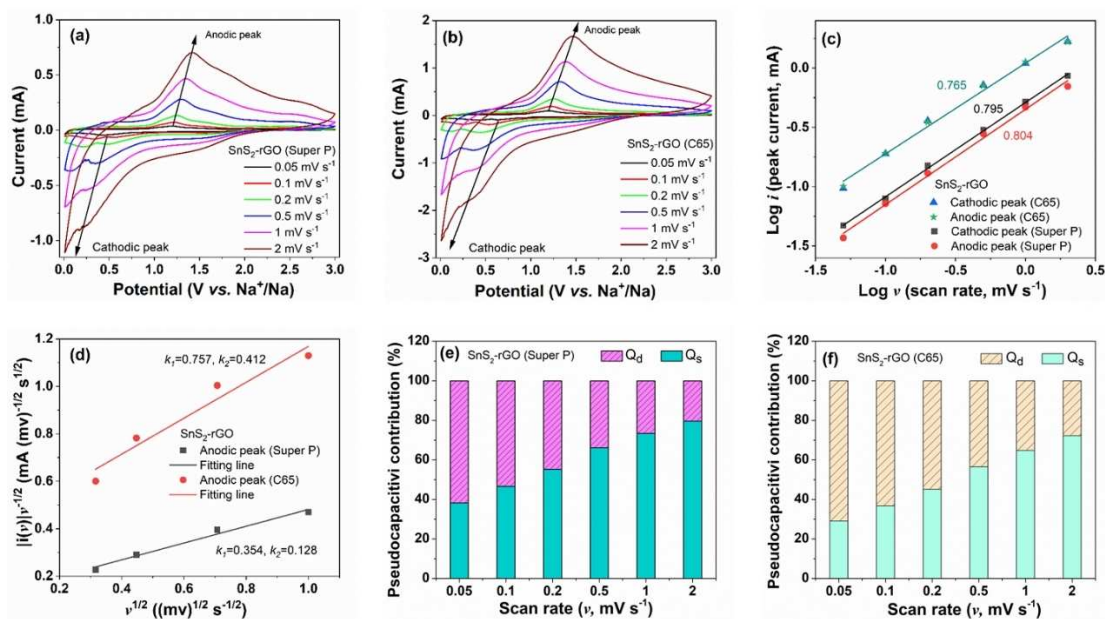 (a)
Anodic peak
SnS2-rGO (Super P)
0.05 mV s-1
0.1 mV s-1
0.2 mV s-1
0.5 mV s-1
1 mV s-1
2 mV s-1
Cathodic peak
Current (mA)
1.0
0.5
0.0
-0.5
-1.0
0.0 0.5 1.0 1.5 2.0 2.5 3.0
Potential (V vs. Na+/Na)
(b)
Anodic peak
SnS2-rGO (C65)
0.05 mV s-1
0.1 mV s-1
0.2 mV s-1
0.5 mV s-1
1 mV s-1
2 mV s-1
Cathodic peak
Current (mA)
2
1
0
-1
-2
-3
0.0 0.5 1.0 1.5 2.0 2.5 3.0
Potential (V vs. Na+/Na)
(c)
0.765
0.795
0.804
SnS2-rGO
Cathodic peak (C65)
Anodic peak (C65)
Cathodic peak (Super P)
Anodic peak (Super P)
Log i (peak current, mA)
0.0
-0.5
-1.0
-1.5
-1.5 -1.0 -0.5 0.0 0.5
Log v (scan rate, mV s-1)
(d)
k1=0.757, k2=0.412
SnS2-rGO
Anodic peak (Super P)
Fitting line
Anodic peak (C65)
Fitting line
k1=0.354, k2=0.128
|i(v)|v-1/2 (mA (mv)-1/2 s1/2)
1.2
1.0
0.8
0.6
0.4
0.2
0.2 0.4 0.6 0.8 1.0
v1/2 ((mv)1/2 s-1/2)
(e) SnS2-rGO (Super P) Qd Qs
Pseudocapacitivi contribution (%)
120
100
80
60
40
20
0
0.05 0.1 0.2 0.5 1 2
Scan rate (v, mV s-1)
(f) SnS2-rGO (C65) Qd Qs
Pseudocapacitivi contribution (%)
120
100
80
60
40
20
0
0.05 0.1 0.2 0.5 1 2
Scan rate (v, mV s-1)